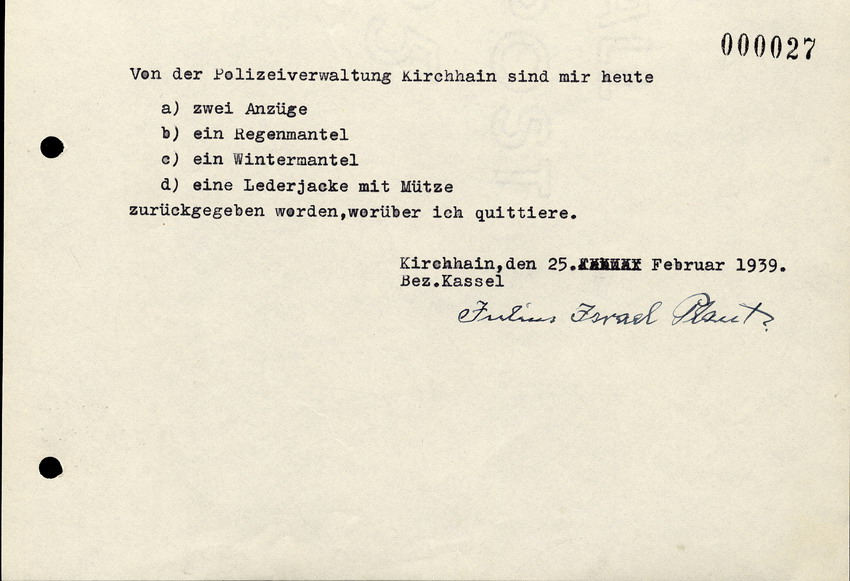 000027
Von der Polizeiverwaltung Kirchhain sind mir heute
a) zwei Anzüge
b) ein Regenmantel
c) ein Wintermantel
d) eine Lederjacke mit Mütze
zurückgegeben worden,worüber ich quittiere.
Kirchhain,den 25. Februar 1939.
Bez.Kassel
Julius Israel Plaut